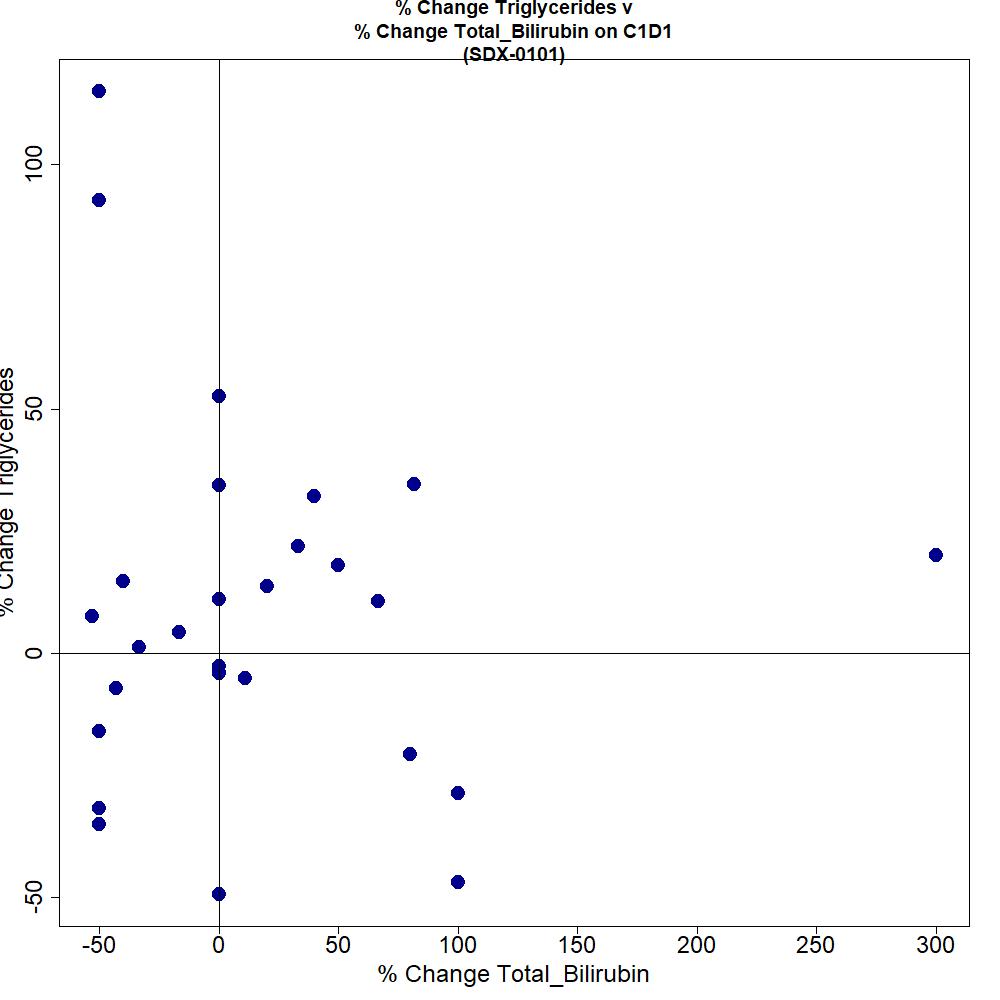 % Change Triglycerides v
% Change Total_Bilirubin on C1D1
(SDX-0101)
% Change Triglycerides
100
50
0
-50
-50 0 50 100 150 200 250 300
% Change Total_Bilirubin